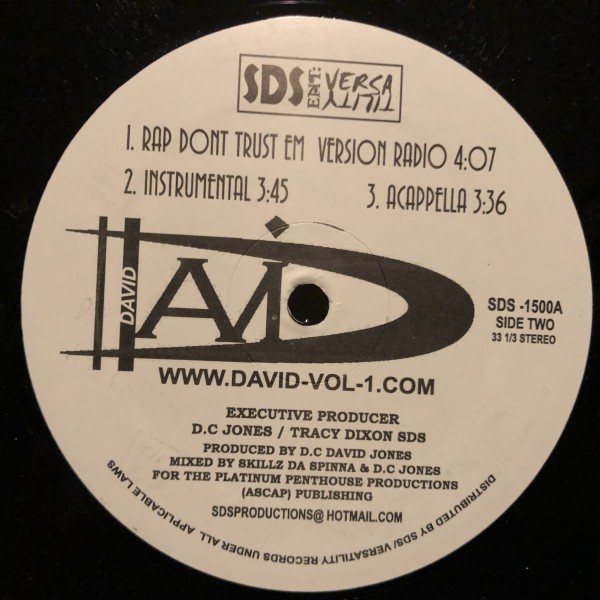 SDS ENT: VERSATILITY
1. RAP DONT TRUST EM VERSION RADIO 4:07
2. INSTRUMENTAL 3:45
3. ACAPPELLA 3:36
DAVID
DAVID
SDS -1500A
SIDE TWO
33 1/3 STEREO
WWW.DAVID-VOL-1.COM
EXECUTIVE PRODUCER
D.C JONES / TRACY DIXON SDS
PRODUCED BY D.C DAVID JONES
MIXED BY SKILLZ DA SPINNA & D.C JONES
FOR THE PLATINUM PENTHOUSE PRODUCTIONS
(ASCAP) PUBLISHING
SDSPRODUCTIONS@ HOTMAIL.COM
DISTRIBUTED BY SDS/ VERSATILITY RECORDS UNDER ALL APPLICABLE LAWS